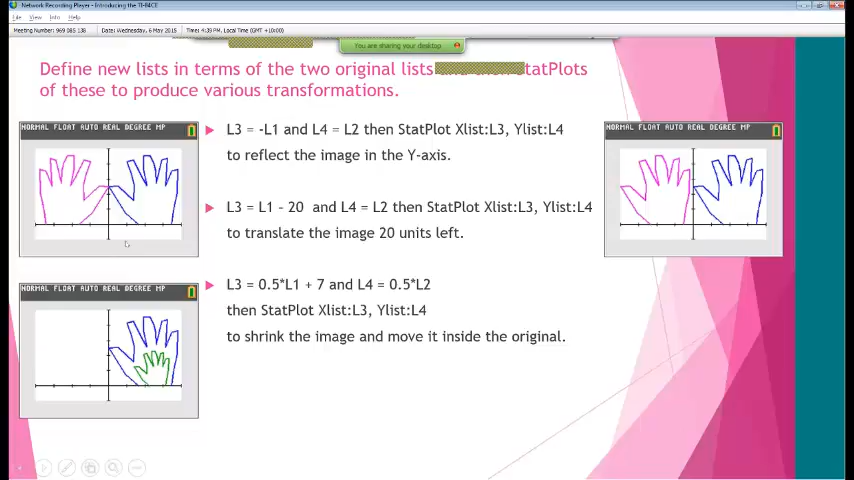 Network Recording Player - Introducing the TI-84CE
File View Info Help
Meeting Number: 969 085 138 Date: Wednesday, 6 May 2015 Time: 4:39 PM, Local Time (GMT +10:00)
You are sharing your desktop
Define new lists in terms of the two original lists tatPlots
of these to produce various transformations.
NORMAL FLOAT AUTO REAL DEGREE MP
L3 = -L1 and L4 = L2 then StatPlot Xlist:L3, Ylist:L4
to reflect the image in the Y-axis.
NORMAL FLOAT AUTO REAL DEGREE MP
L3 = L1 – 20 and L4 = L2 then StatPlot Xlist:L3, Ylist:L4
to translate the image 20 units left.
NORMAL FLOAT AUTO REAL DEGREE MP
L3 = 0.5*L1 + 7 and L4 = 0.5*L2
then StatPlot Xlist:L3, Ylist:L4
to shrink the image and move it inside the original.